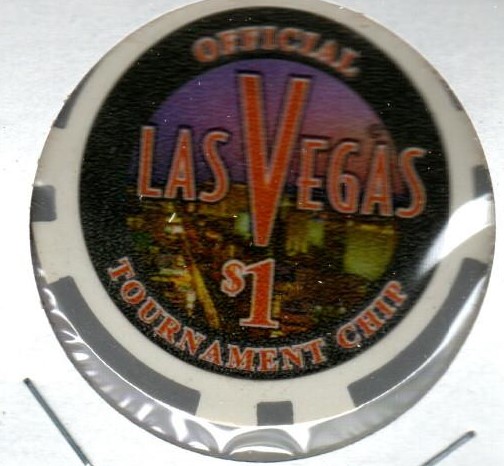 OFFICIAL
LAS VEGAS
$1
TOURNAMENT CHIP